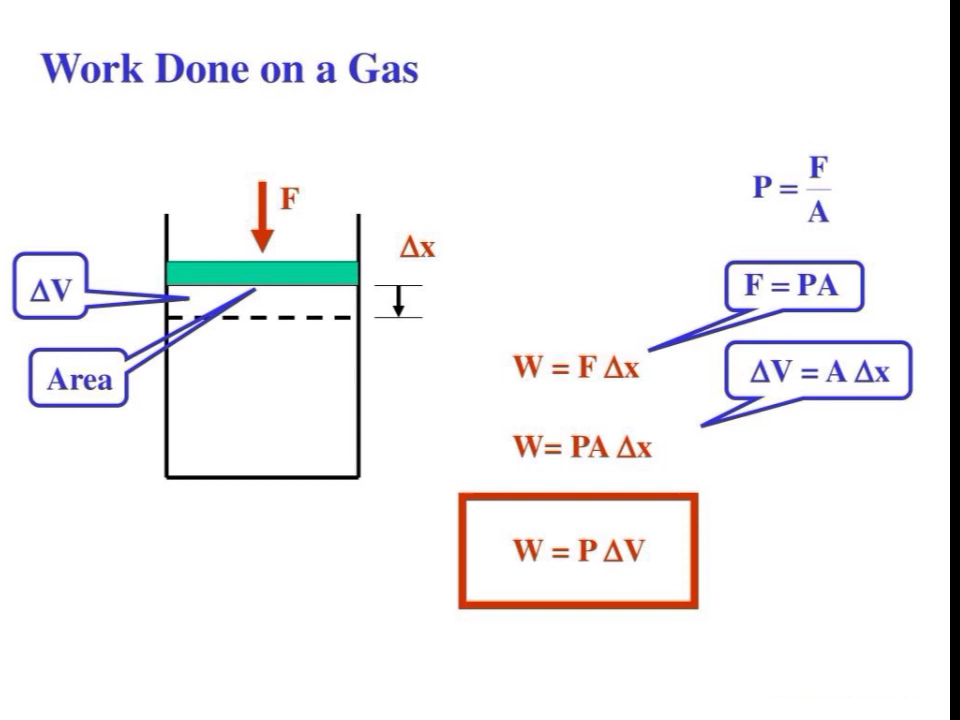 Work Done on a Gas
P = F/A
F
Δx
ΔV
F = PA
W = F Δx
ΔV = A Δx
Area
W= PA Δx
W = P ΔV